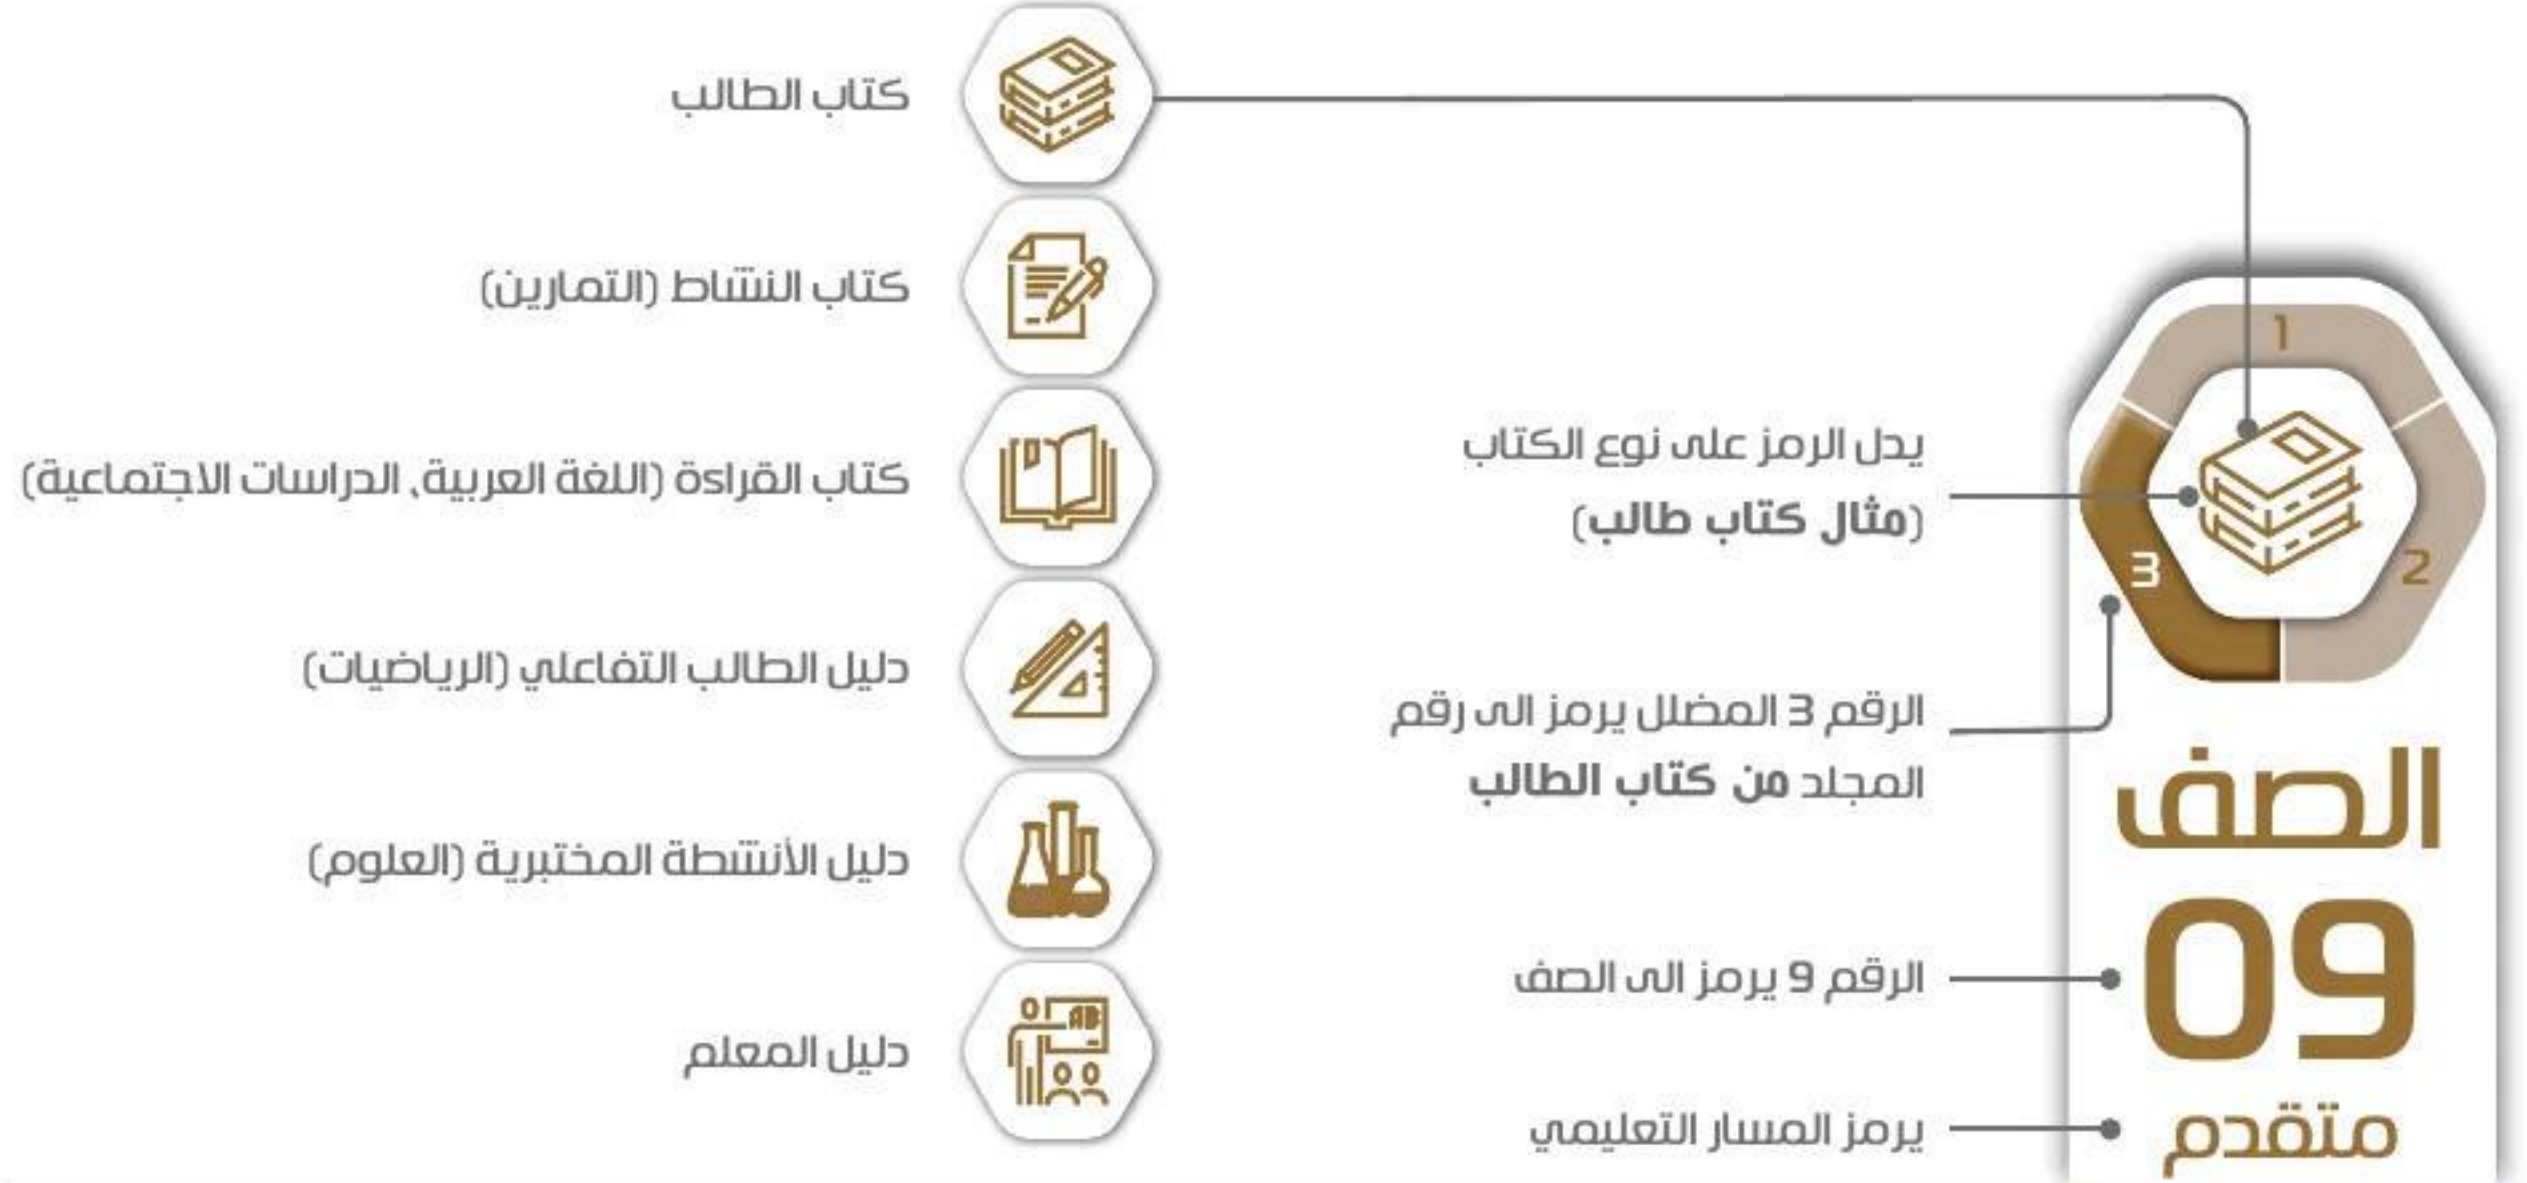 1
2
3
الصف
09
متقدم
يدل الرمز على نوع الكتاب
(مثال كتاب طالب)
الرقم 3 المضلل يرمز الى رقم
المجلد من كتاب الطالب
الرقم 9 يرمز الى الصف
يرمز المسار التعليمي
كتاب الطالب
كتاب النشاط (التمارين)
كتاب القراءة (اللغة العربية، الدراسات الاجتماعية)
دليل الطالب التفاعلي (الرياضيات)
دليل الأنشطة المختبرية (العلوم)
دليل المعلم
AB